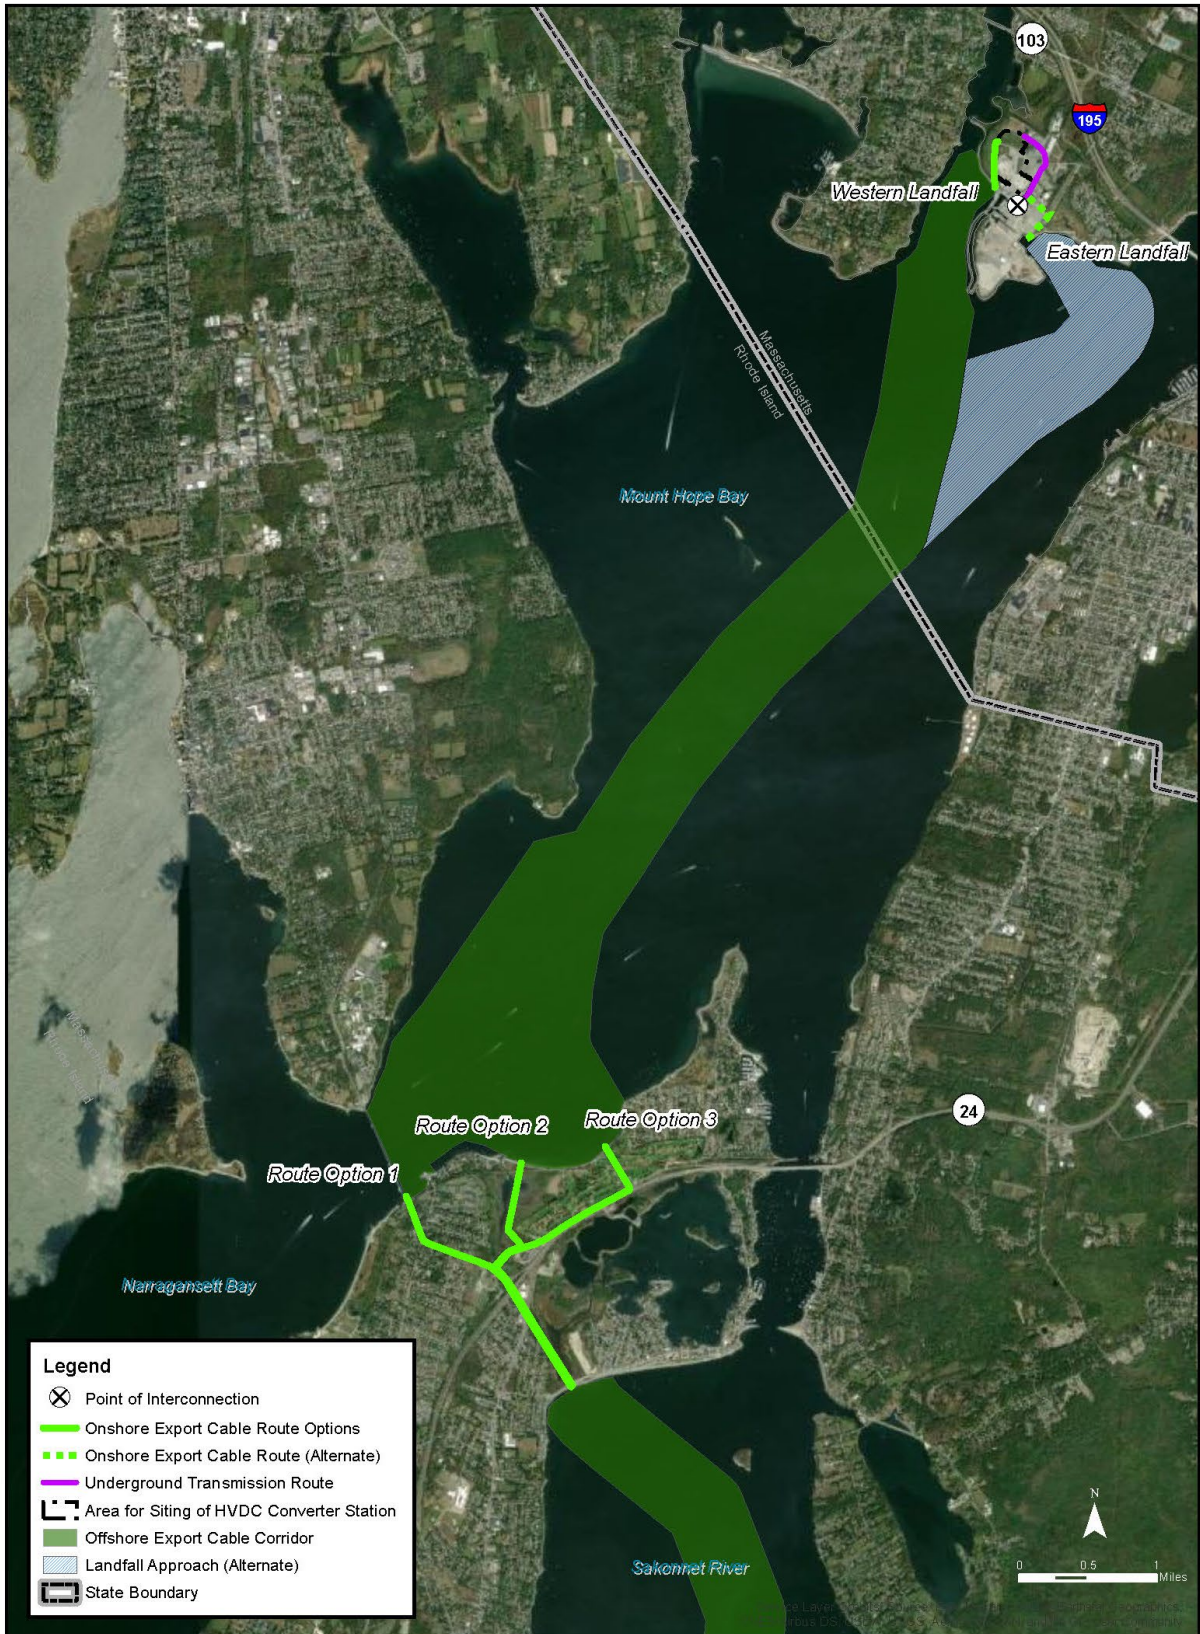 103
195
Western Landfall
Eastern Landfall
Massachusetts
Rhode Island
Mount Hope Bay
24
Route Option 2
Route Option 3
Route Option 1
Narragansett Bay
Sakonnet River
Legend
Point of Interconnection
Onshore Export Cable Route Options
Onshore Export Cable Route (Alternate)
Underground Transmission Route
Area for Siting of HVDC Converter Station
Offshore Export Cable Corridor
Landfall Approach (Alternate)
State Boundary
N
0 0.5 1
Miles